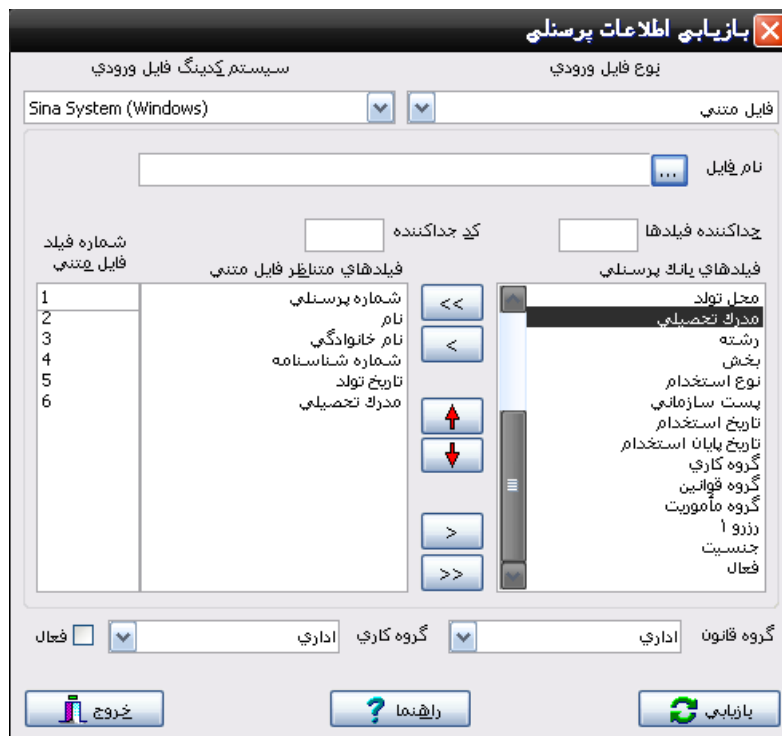 بازيابي اطلاعات پرسنلي
نوع فايل ورودي
سيستم كدينگ فايل ورودي
فايل متني
Sina System (Windows)
نام فايل
...
جداكننده فيلدها
كد جداكننده
شماره فيلد
فايل متني
فيلدهاي بانك پرسنلي
فيلدهاي متناظر فايل متني
محل تولد
مدرك تحصيلي
رشته
بخش
نوع استخدام
پست سازماني
تاريخ استخدام
تاريخ پايان استخدام
گروه كاري
گروه قوانين
گروه مأموريت
رزرو ۱
جنسيت
فعال
<<
<
>
>>
شماره پرسنلي
نام
نام خانوادگي
شماره شناسنامه
تاريخ تولد
مدرك تحصيلي
1
2
3
4
5
6
گروه قانون
اداري
گروه كاري
اداري
فعال
بازيابي
راهنما
خروج